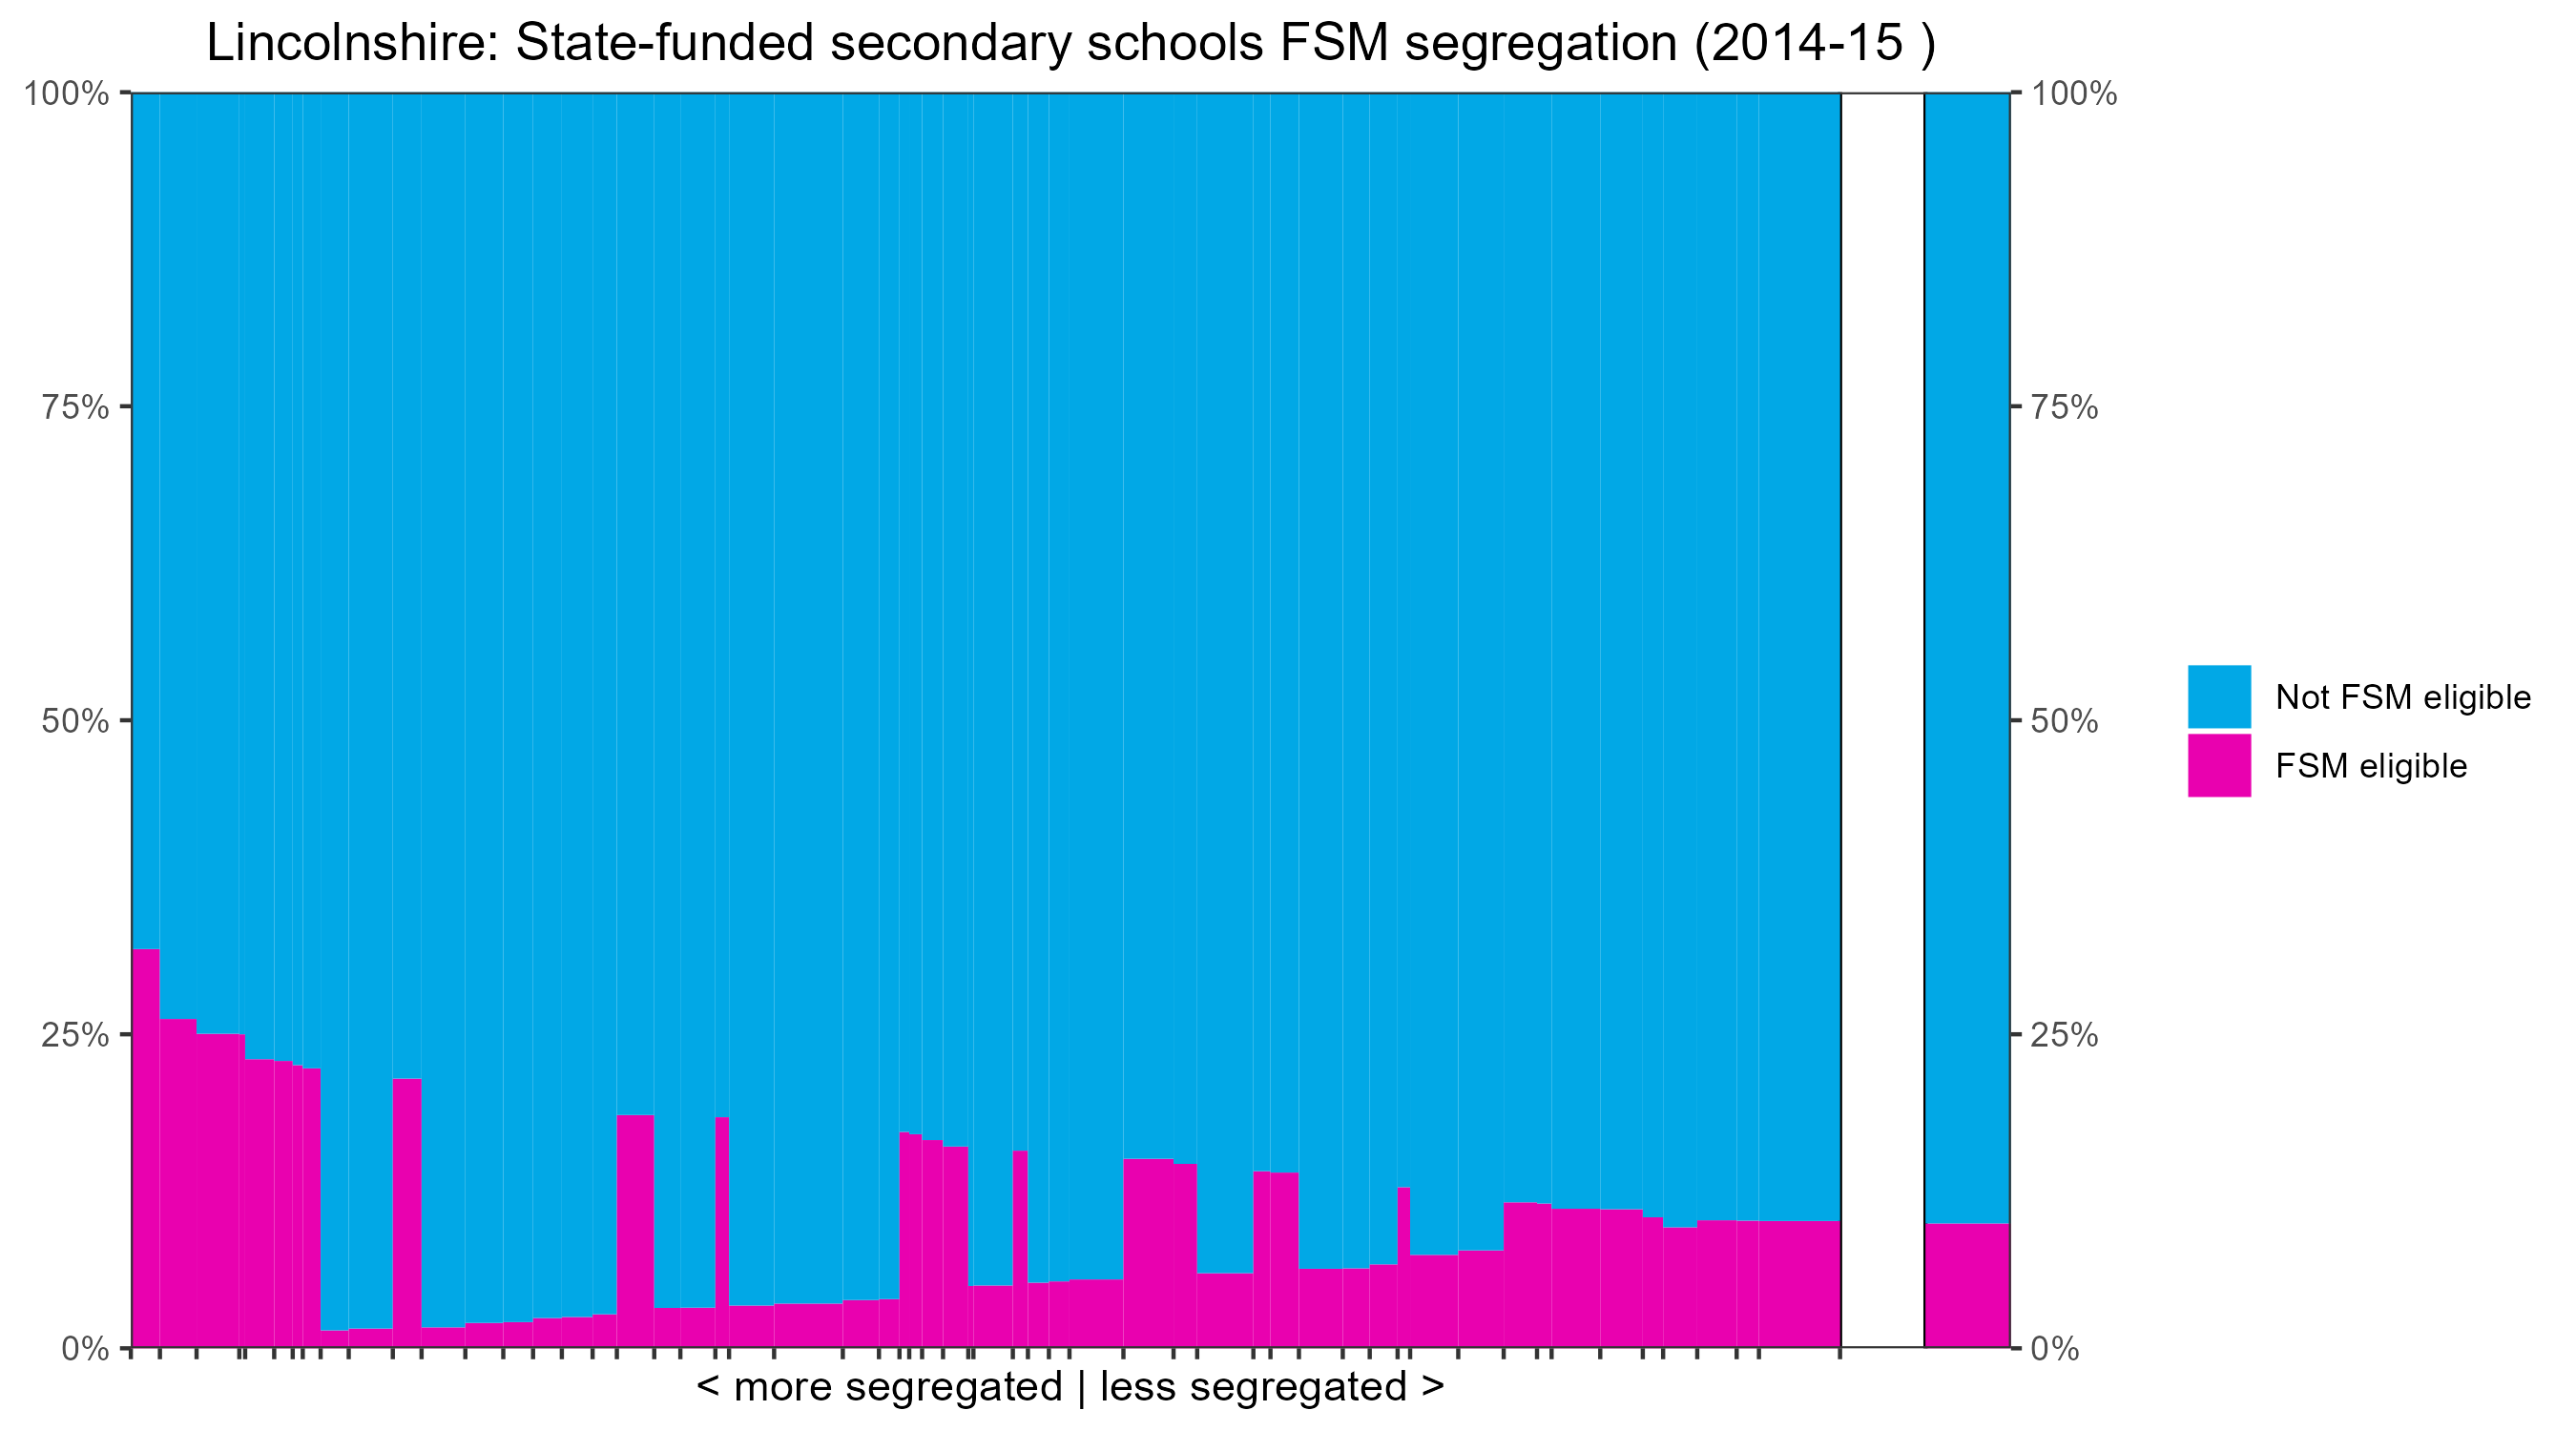 Lincolnshire: State-funded secondary schools FSM segregation (2014-15 )
100%
75%
50%
25%
0%
100%
75%
50%
25%
0%
Not FSM eligible
FSM eligible
< more segregated | less segregated >